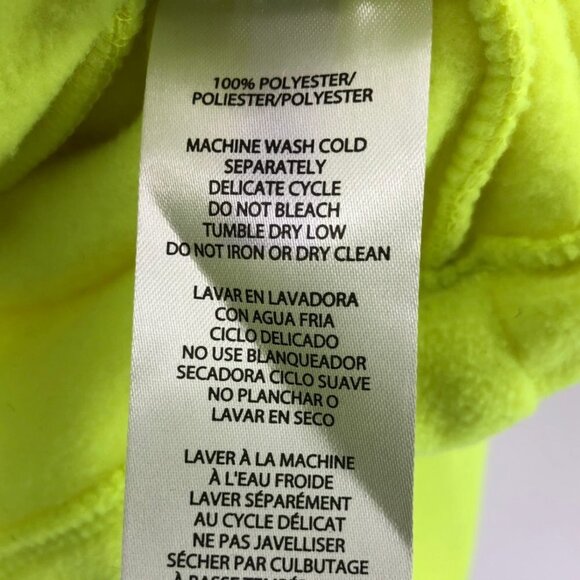 100% POLYESTER/
POLIESTER/POLYESTER
MACHINE WASH COLD
SEPARATELY
DELICATE CYCLE
DO NOT BLEACH
TUMBLE DRY LOW
DO NOT IRON OR DRY CLEAN
LAVAR EN LAVADORA
CON AGUA FRIA
CICLO DELICADO
NO USE BLANQUEADOR
SECADORA CICLO SUAVE
NO PLANCHAR O
LAVAR EN SECO
LAVER À LA MACHINE
À L'EAU FROIDE
LAVER SÉPARÉMENT
AU CYCLE DÉLICAT
NE PAS JAVELLISER
SÉCHER PAR CULBUTAGE
À BASSE